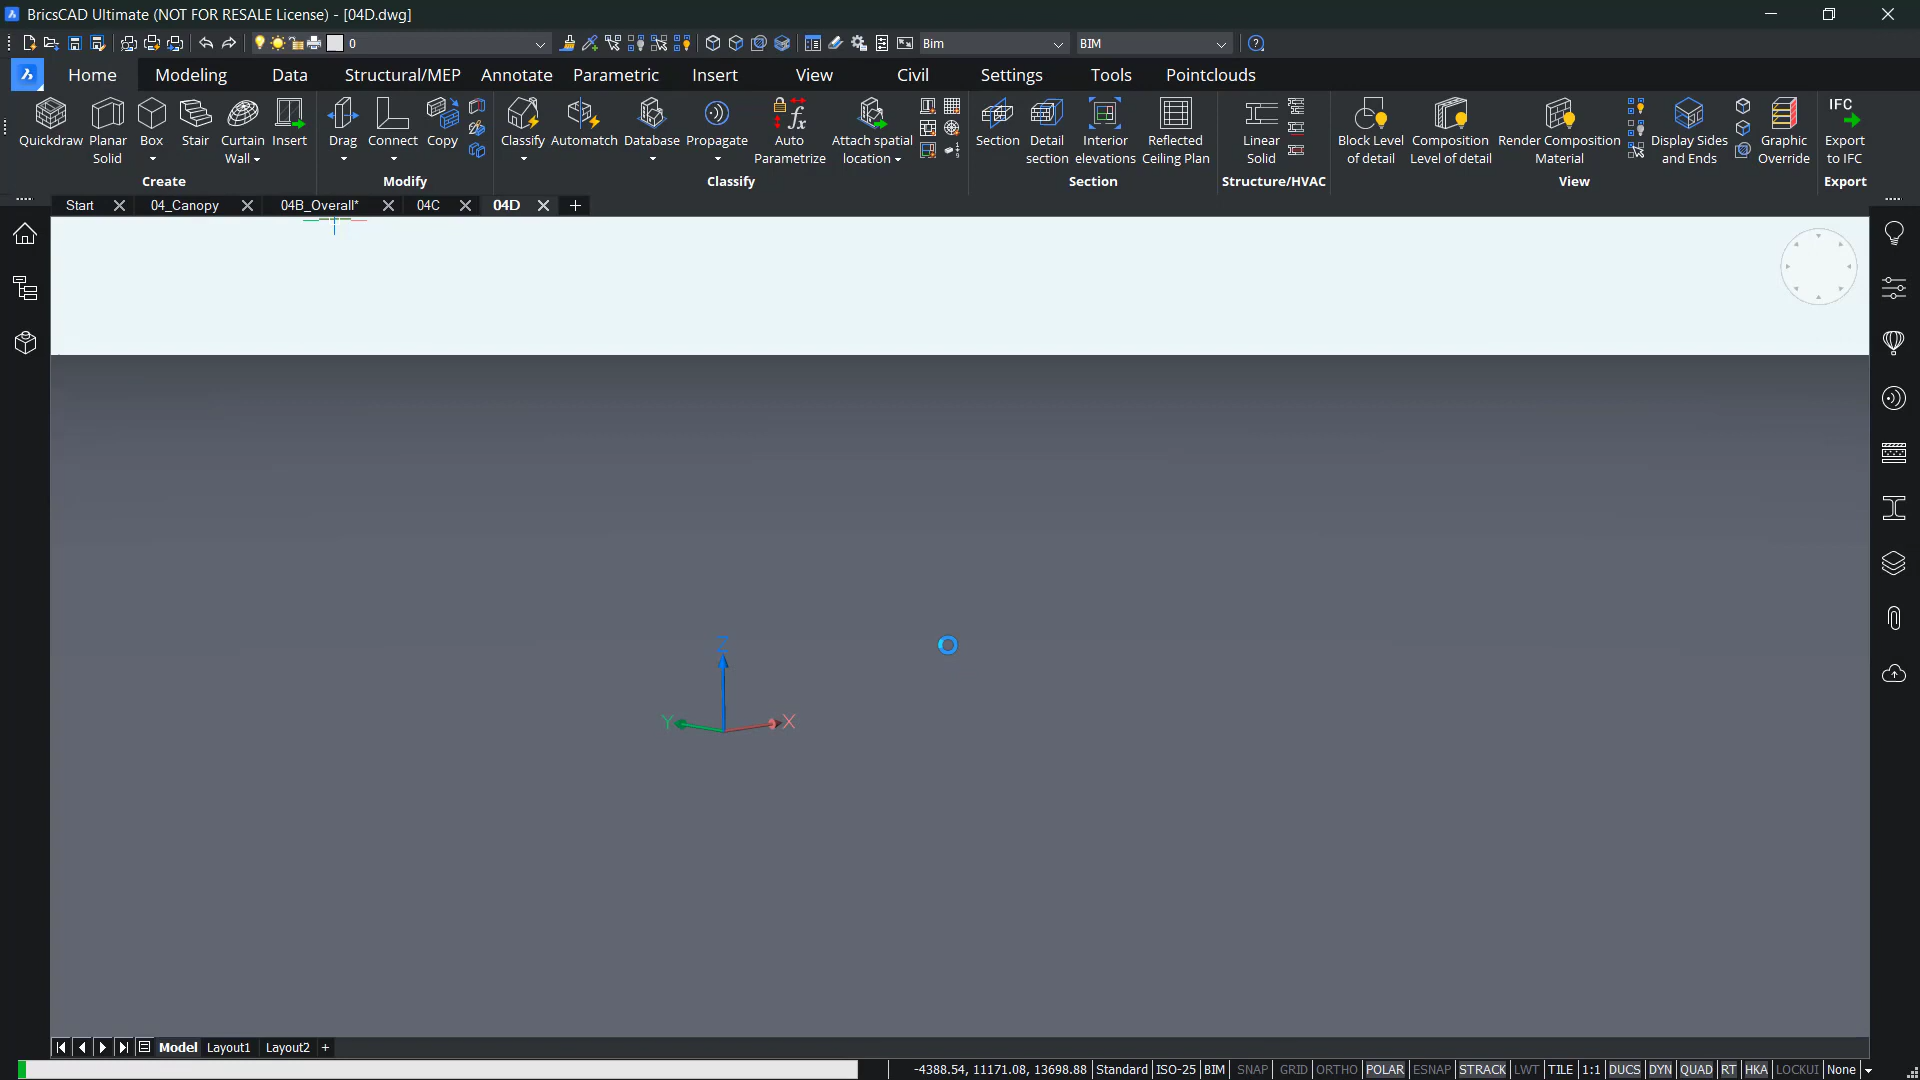 BricsCAD Ultimate (NOT FOR RESALE License) - [04D.dwg]
0 Bim BIM
Home Modeling Data Structural/MEP Annotate Parametric Insert View Civil Settings Tools Pointclouds
IFC
Quickdraw Planar Solid Box Stair Curtain Wall Insert Drag Connect Copy Classify Automatch Database Propagate Auto Parametrize Attach spatial location Section Detail section Interior elevations Reflected Ceiling Plan Linear Solid Block Level of detail Composition Level of detail Render Composition Material Display Sides and Ends Graphic Override Export to IFC
Create Modify Classify Section Structure/HVAC View Export
Start 04_Canopy 04B_Overall* 04C 04D
Z
Y X
Model Layout1 Layout2
-4388.54, 11171.08, 13698.88 Standard ISO-25 BIM SNAP GRID ORTHO POLAR ESNAP STRACK LWT TILE 1:1 DUCS DYN QUAD RT HKA LOCKUI None